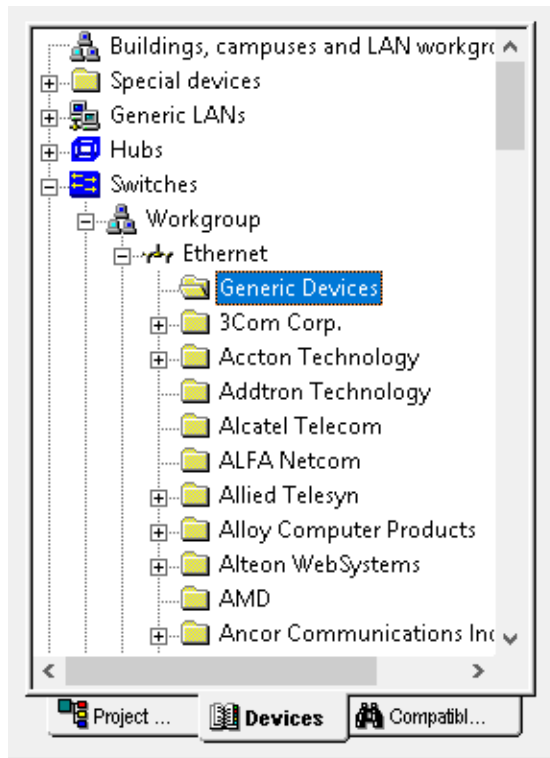 Buildings, campuses and LAN workgr
Special devices
Generic LANs
Hubs
Switches
Workgroup
Ethernet
Generic Devices
3Com Corp.
Accton Technology
Addtron Technology
Alcatel Telecom
ALFA Netcom
Allied Telesyn
Alloy Computer Products
Alteon WebSystems
AMD
Ancor Communications Inc
Project ... Devices Compatibl...